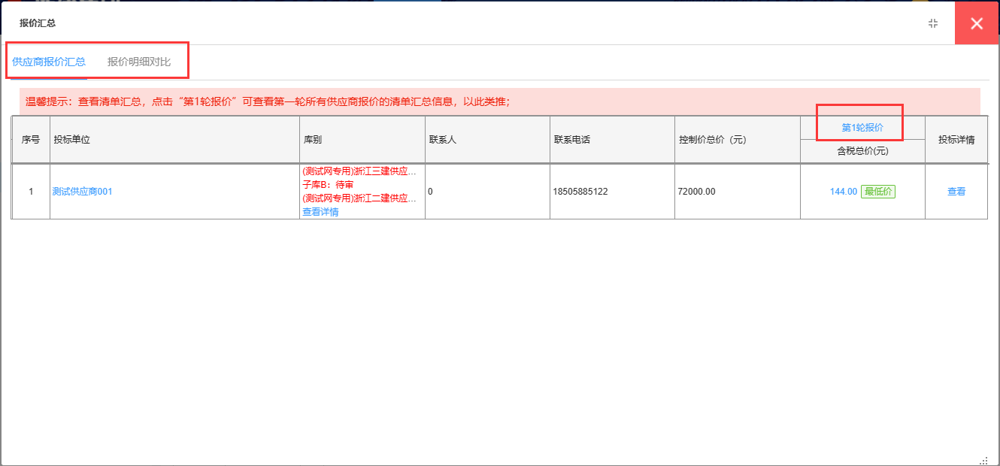 报价汇总
供应商报价汇总 报价明细对比
温馨提示：查看清单汇总，点击“第1轮报价”可查看第一轮所有供应商报价的清单汇总信息，以此类推；
序号 投标单位 库别 联系人 联系电话 控制价总价（元） 第1轮报价 投标详情
含税总价(元)
(测试网专用)浙江三建供应...
子库B：待审
1 测试供应商001 (测试网专用)浙江二建供应... 0 18505885122 72000.00 144.00 最低价 查看
查看详情